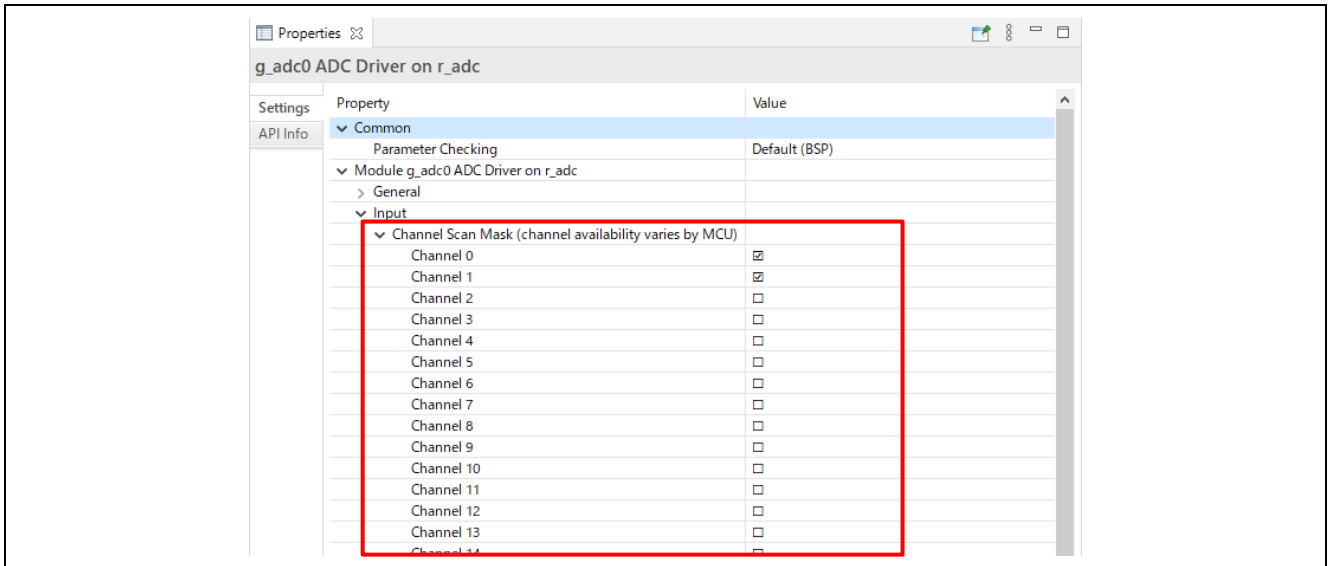 Properties
g_adc0 ADC Driver on r_adc
Settings
API Info
Property Value
Common
Parameter Checking Default (BSP)
Module g_adc0 ADC Driver on r_adc
General
Input
Channel Scan Mask (channel availability varies by MCU)
Channel 0
Channel 1
Channel 2
Channel 3
Channel 4
Channel 5
Channel 6
Channel 7
Channel 8
Channel 9
Channel 10
Channel 11
Channel 12
Channel 13
Channel 14